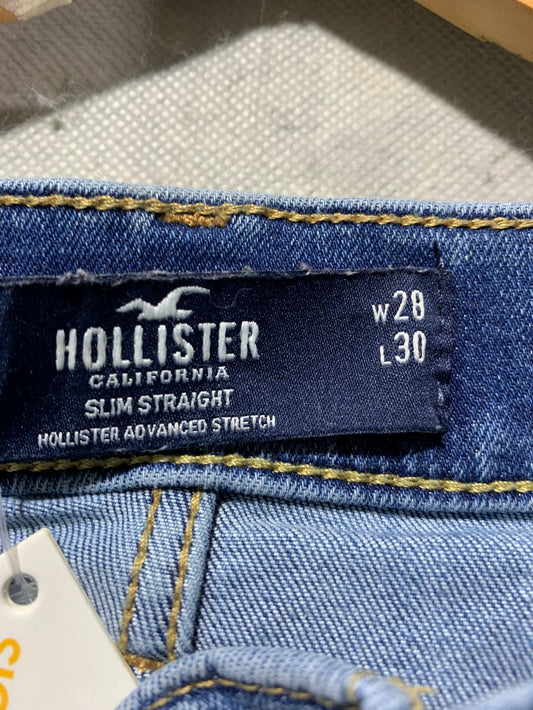 HOLLISTER
CALIFORNIA
SLIM STRAIGHT
HOLLISTER ADVANCED STRETCH
W28
L30